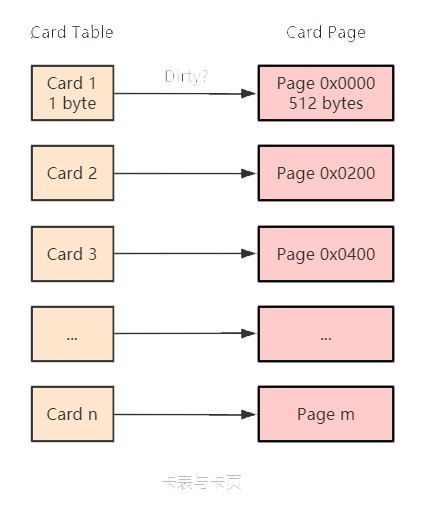 Card Table
Card Page
Card 1
1 byte
Dirty?
Page 0x0000
512 bytes
Card 2
Page 0x0200
Card 3
Page 0x0400
...
...
Card n
Page m
卡表与卡页